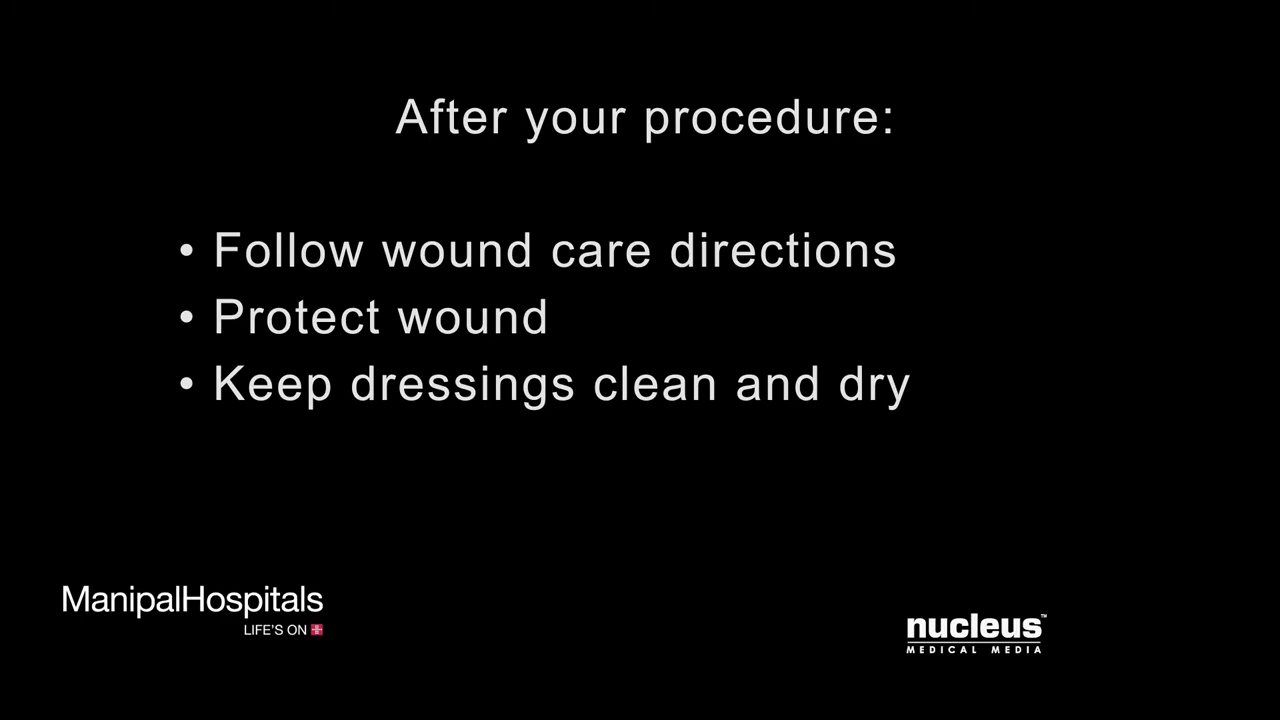 After your procedure:
• Follow wound care directions
• Protect wound
• Keep dressings clean and dry
ManipalHospitals
LIFE'S ON
nucleus™
MEDICAL MEDIA